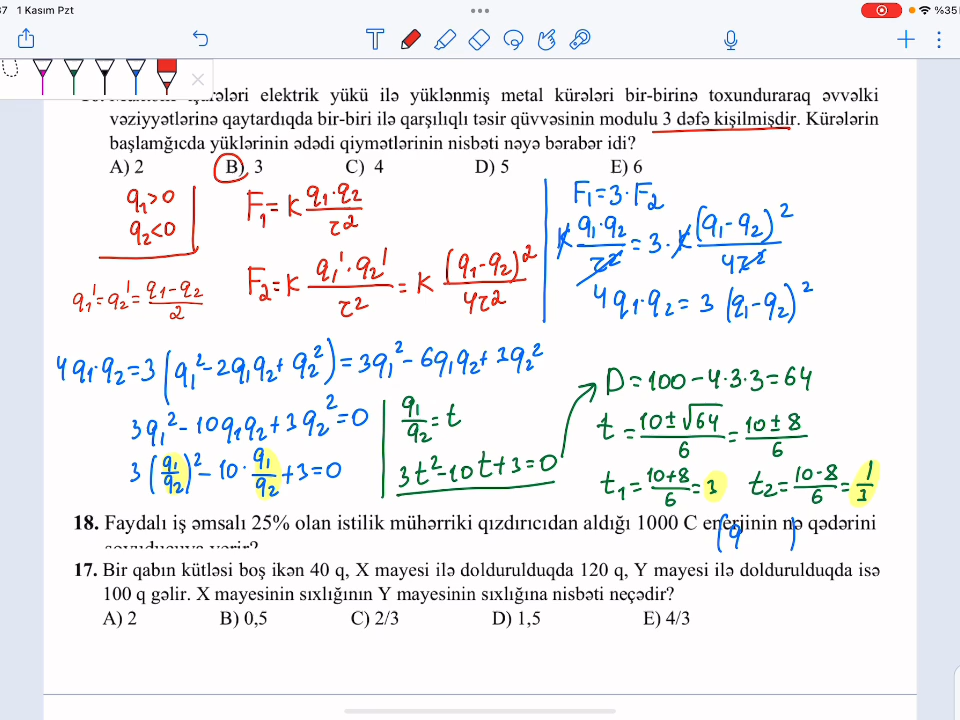 37 1 Kasım Pzt
%35
işarələri elektrik yükü ilə yüklənmiş metal kürələri bir-birinə toxunduraraq əvvəlki
vəziyyətlərinə qaytardıqda bir-biri ilə qarşılıqlı təsir qüvvəsinin modulu 3 dəfə kişilmişdir. Kürələrin
başlamğıcda yüklərinin ədədi qiymətlərinin nisbəti nəyə bərabər idi?
A) 2 B) 3 C) 4 D) 5 E) 6
q₁>0
q₂<0
q₁'=q₂'=(q₁-q₂)/2
F₁=K q₁·q₂/r²
F₂=K q₁'·q₂'/r²=K (q₁-q₂)²/4r²
F₁=3·F₂
K q₁·q₂/r²=3·K (q₁-q₂)²/4r²
4q₁·q₂=3(q₁-q₂)²
4q₁·q₂=3(q₁²-2q₁q₂+q₂²)=3q₁²-6q₁q₂+3q₂²
3q₁²-10q₁q₂+3q₂²=0
3(q₁/q₂)²-10·q₁/q₂+3=0
q₁/q₂=t
3t²-10t+3=0
D=100-4·3·3=64
t=(10±√64)/6=(10±8)/6
t₁=(10+8)/6=3 t₂=(10-8)/6=1/3
18. Faydalı iş əmsalı 25% olan istilik mühərriki qızdırıcıdan aldığı 1000 C enerjinin nə qədərini
soyuducuya verir?
(q )
17. Bir qabın kütləsi boş ikən 40 q, X mayesi ilə doldurulduqda 120 q, Y mayesi ilə doldurulduqda isə
100 q gəlir. X mayesinin sıxlığının Y mayesinin sıxlığına nisbəti neçədir?
A) 2 B) 0,5 C) 2/3 D) 1,5 E) 4/3